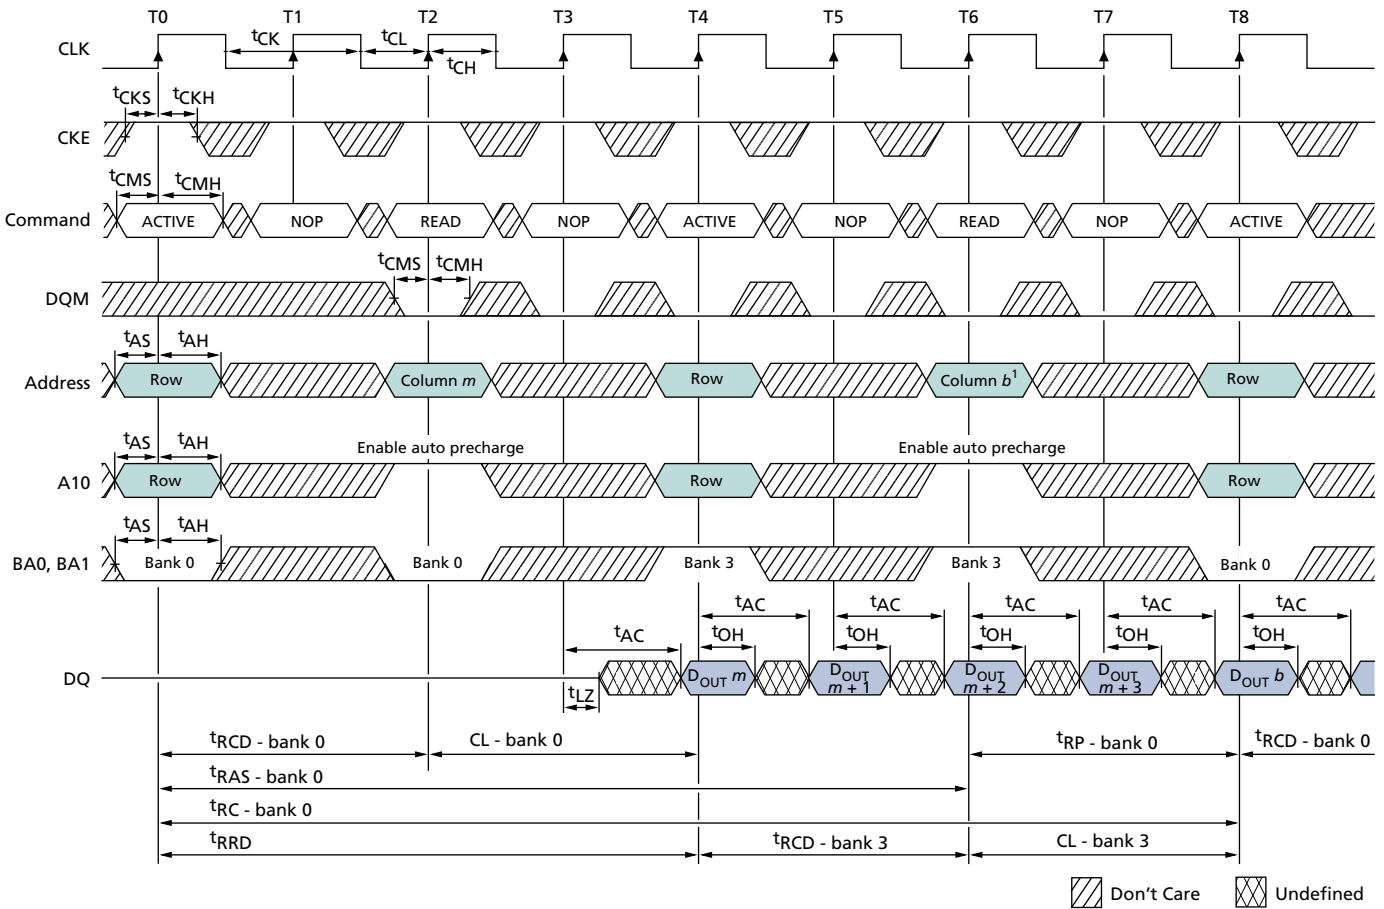 T0 T1 T2 T3 T4 T5 T6 T7 T8
CLK
tCK tCL
tCH
tCKS tCKH
CKE
tCMS tCMH
Command ACTIVE NOP READ NOP ACTIVE NOP READ NOP ACTIVE
tCMS tCMH
DQM
tAS tAH
Address Row Column m Row Column b1 Row
tAS tAH Enable auto precharge Enable auto precharge
A10 Row Row Row
tAS tAH
BA0, BA1 Bank 0 Bank 0 Bank 3 Bank 3 Bank 0
tAC tAC tAC tAC tAC
tAC tOH tOH tOH tOH tOH
DQ DOUT m DOUT m + 1 DOUT m + 2 DOUT m + 3 DOUT b
tLZ
tRCD - bank 0 CL - bank 0 tRP - bank 0 tRCD - bank 0
tRAS - bank 0
tRC - bank 0
tRRD tRCD - bank 3 CL - bank 3
Don't Care Undefined